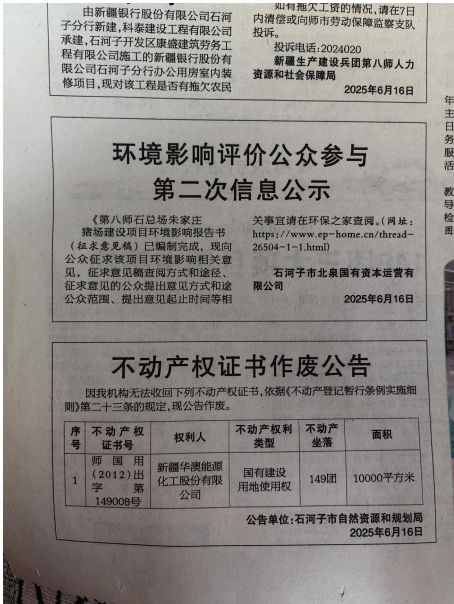 由新疆银行股份有限公司石河
子分行新建，科泰建设工程有限公司
承建，石河子开发区康盛建筑劳务工
程有限公司施工的新疆银行股份有
限公司石河子分行办公用房室内装
修项目，现对该工程是否有拖欠农民
如有拖欠工资的情况，请在7日
内清偿或向师市劳动保障监察支队
投诉。
投诉电话：2024020
新疆生产建设兵团第八师人力
资源和社会保障局
2025年6月16日
环境影响评价公众参与
第二次信息公示
《第八师石总场朱家庄
猪场建设项目环境影响报告书
(征求意见稿)已编制完成，现向
公众征求该项目环境影响相关意
见，征求意见稿查阅方式和途径、
征求意见的公众提出意见方式和途
公众范围、提出意见起止时间等相
关事宜请在环保之家查阅。(网址：
https://www.ep-home.cn/thread-
26504-1-1.html)
石河子市北泉国有资本运营有
限公司
2025年6月16日
不动产权证书作废公告
因我机构无法收回下列不动产权证书，依据《不动产登记暂行条例实施细
则》第二十三条的规定，现公告作废。
序号 不动产权证书号 权利人 不动产权利类型 不动产坐落 面积
1 师国用(2012)出字第149008号 新疆华澳能源化工股份有限公司 国有建设用地使用权 149团 10000平方米
公告单位：石河子市自然资源和规划局
2025年6月16日
年
主
日
务
服
活
教
导
检
图